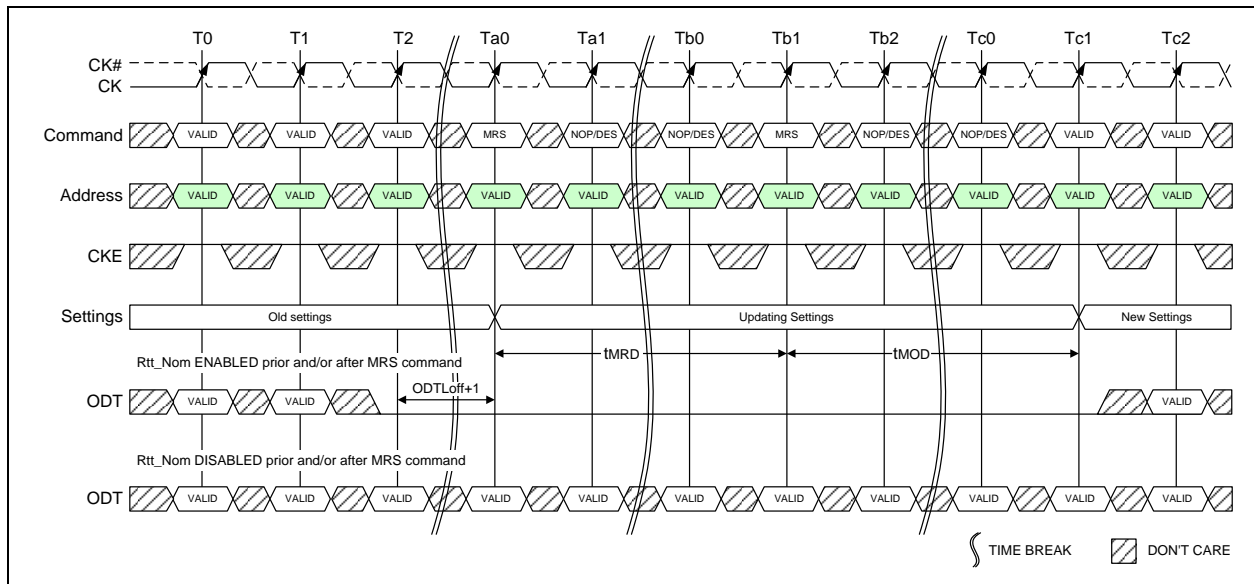 T0 T1 T2 Ta0 Ta1 Tb0 Tb1 Tb2 Tc0 Tc1 Tc2
CK#
CK
Command VALID VALID VALID MRS NOP/DES NOP/DES MRS NOP/DES NOP/DES VALID VALID
Address VALID VALID VALID VALID VALID VALID VALID VALID VALID VALID VALID
CKE
Settings Old settings Updating Settings New Settings
tMRD tMOD
Rtt_Nom ENABLED prior and/or after MRS command
ODTLoff+1
ODT VALID VALID VALID
Rtt_Nom DISABLED prior and/or after MRS command
ODT VALID VALID VALID VALID VALID VALID VALID VALID VALID VALID VALID
TIME BREAK DON'T CARE